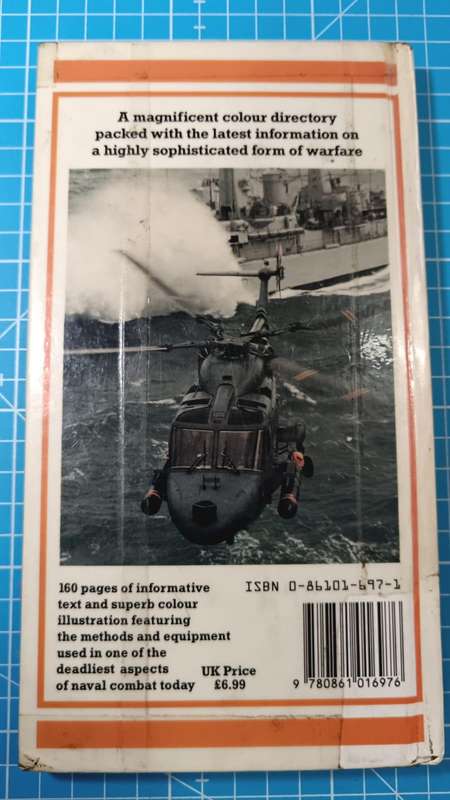 A magnificent colour directory
packed with the latest information on
a highly sophisticated form of warfare
160 pages of informative
text and superb colour
illustration featuring
the methods and equipment
used in one of the
deadliest aspects
of naval combat today
UK Price
£6.99
ISBN 0-86101-697-1
9 780861 016976